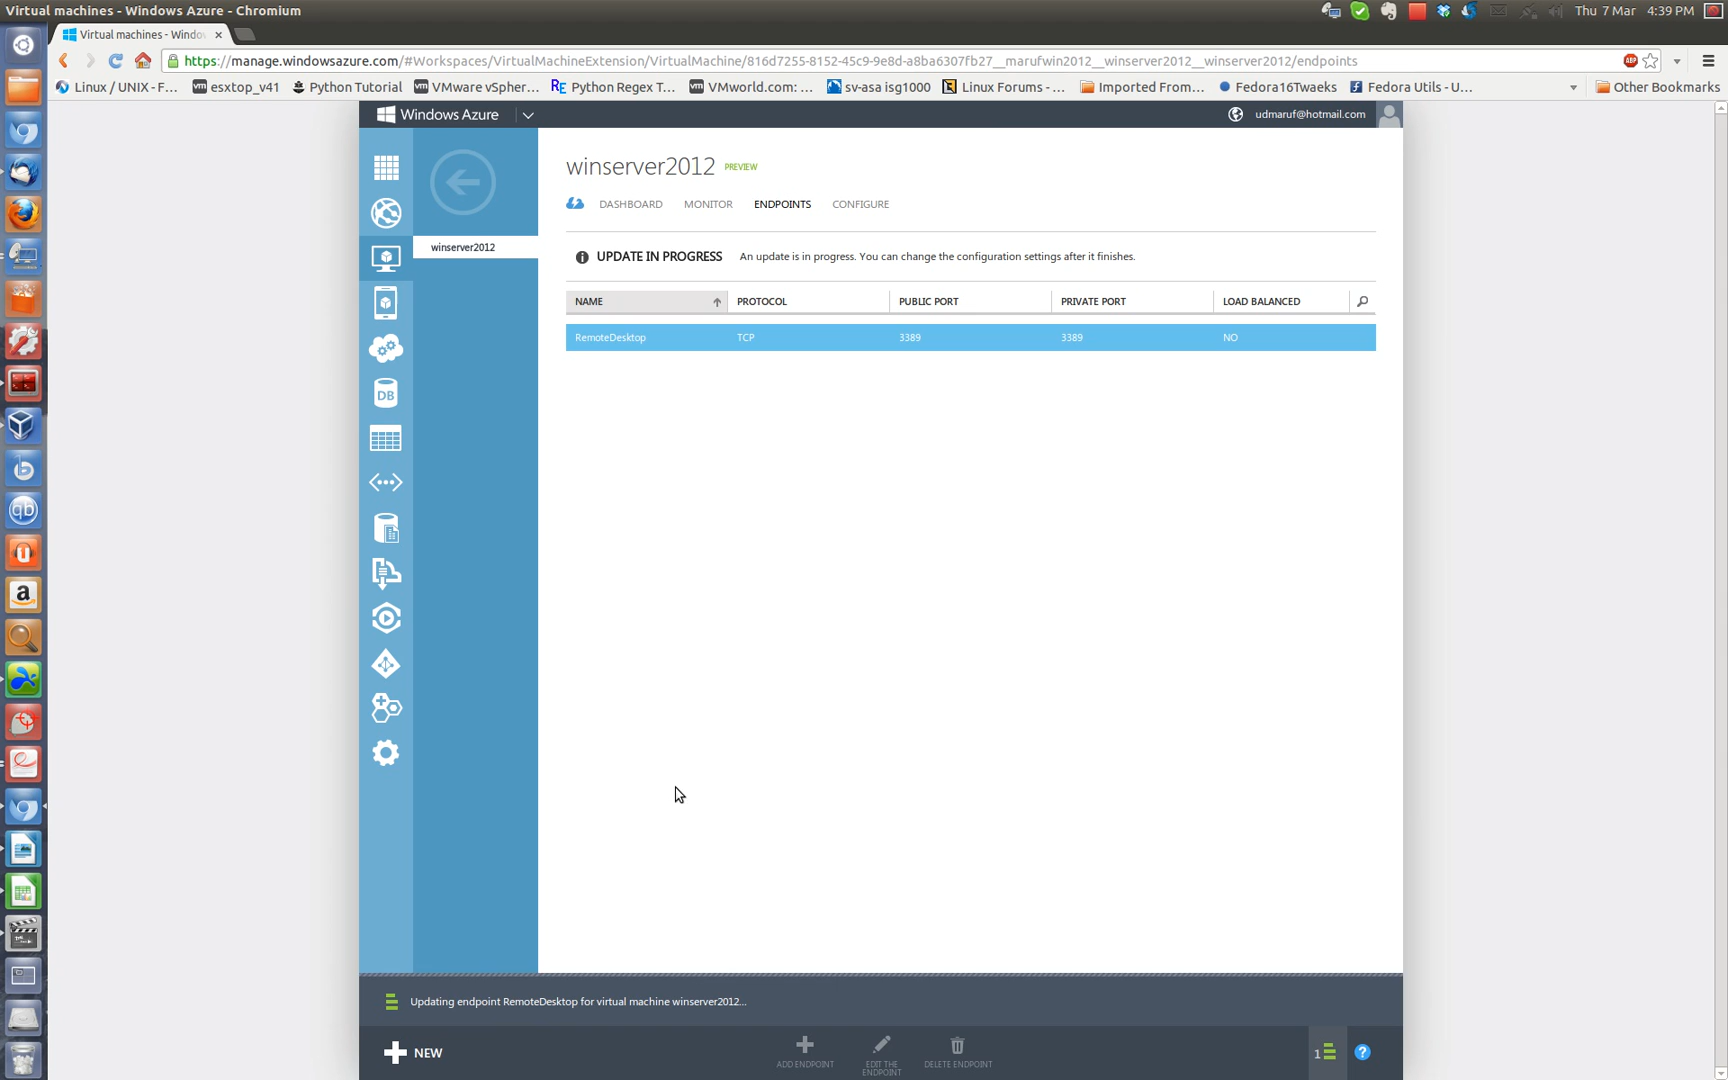 Virtual machines - Windows Azure - Chromium
Thu 7 Mar 4:39 PM
Virtual machines - Windo
https://manage.windowsazure.com/#Workspaces/VirtualMachineExtension/VirtualMachine/816d7255-8152-45c9-9e8d-a8ba6307fb27__marufwin2012__winserver2012__winserver2012/endpoints
ABP
Linux / UNIX - F... esxtop_v41 Python Tutorial VMware vSpher... Python Regex T... VMworld.com: ... sv-asa isg1000 Linux Forums - ... Imported From... Fedora16Twaeks Fedora Utils - U... Other Bookmarks
Windows Azure udmaruf@hotmail.com
winserver2012 PREVIEW
DASHBOARD MONITOR ENDPOINTS CONFIGURE
winserver2012
UPDATE IN PROGRESS An update is in progress. You can change the configuration settings after it finishes.
NAME PROTOCOL PUBLIC PORT PRIVATE PORT LOAD BALANCED
RemoteDesktop TCP 3389 3389 NO
DB
Updating endpoint RemoteDesktop for virtual machine winserver2012...
NEW
ADD ENDPOINT
EDIT THE
ENDPOINT
DELETE ENDPOINT
1
?